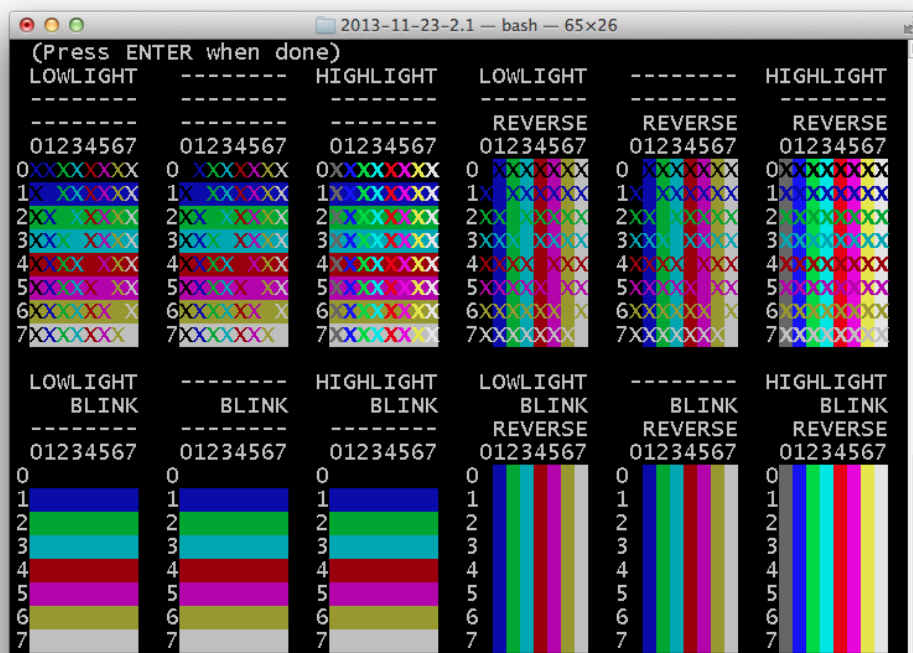 2013-11-23-2.1 — bash — 65×26
(Press ENTER when done)
LOWLIGHT -------- HIGHLIGHT LOWLIGHT -------- HIGHLIGHT
-------- -------- -------- -------- -------- --------
-------- -------- -------- REVERSE REVERSE REVERSE
01234567 01234567 01234567 01234567 01234567 01234567
0 XXXXXXX 0 XXXXXXX 0XXXXXXXX 0 XXXXXXX 0 XXXXXXX 0XXXXXXXX
1X XXXXXX 1X XXXXXX 1XXXXXXXX 1X XXXXXX 1X XXXXXX 1XXXXXXXX
2XX XXXXX 2XX XXXXX 2XXXXXXXX 2XX XXXXX 2XX XXXXX 2XXXXXXXX
3XXX XXXX 3XXX XXXX 3XXXXXXXX 3XXX XXXX 3XXX XXXX 3XXXXXXXX
4XXXX XXX 4XXXX XXX 4XXXXXXXX 4XXXX XXX 4XXXX XXX 4XXXXXXXX
5XXXXX XX 5XXXXX XX 5XXXXXXXX 5XXXXX XX 5XXXXX XX 5XXXXXXXX
6XXXXXX X 6XXXXXX X 6XXXXXXXX 6XXXXXX X 6XXXXXX X 6XXXXXXXX
7XXXXXXX 7XXXXXXX 7XXXXXXXX 7XXXXXXX 7XXXXXXX 7XXXXXXXX
LOWLIGHT -------- HIGHLIGHT LOWLIGHT -------- HIGHLIGHT
BLINK BLINK BLINK BLINK BLINK BLINK
-------- -------- -------- REVERSE REVERSE REVERSE
01234567 01234567 01234567 01234567 01234567 01234567
0 0 0 0 0 0
1 1 1 1 1 1
2 2 2 2 2 2
3 3 3 3 3 3
4 4 4 4 4 4
5 5 5 5 5 5
6 6 6 6 6 6
7 7 7 7 7 7